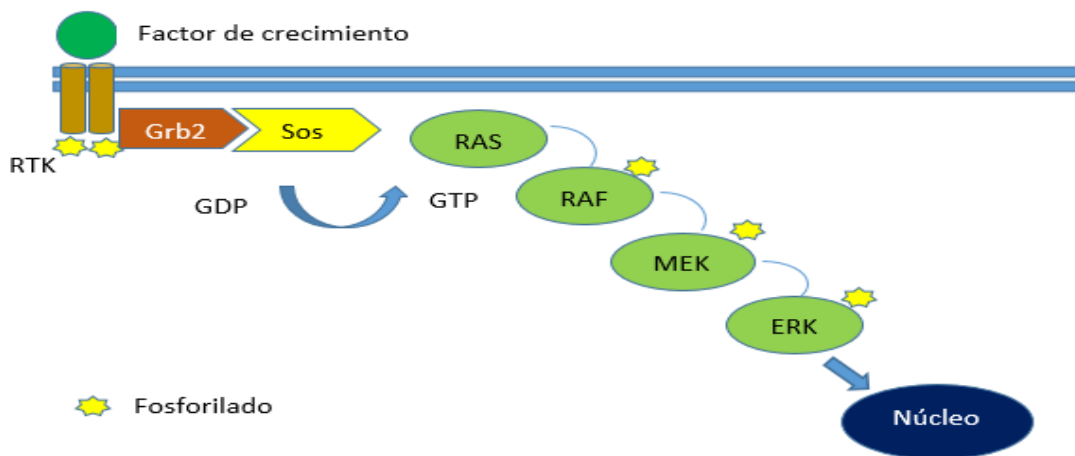 Factor de crecimiento
Grb2
Sos
RAS
RTK
GDP
GTP
RAF
MEK
ERK
Fosforilado
Núcleo